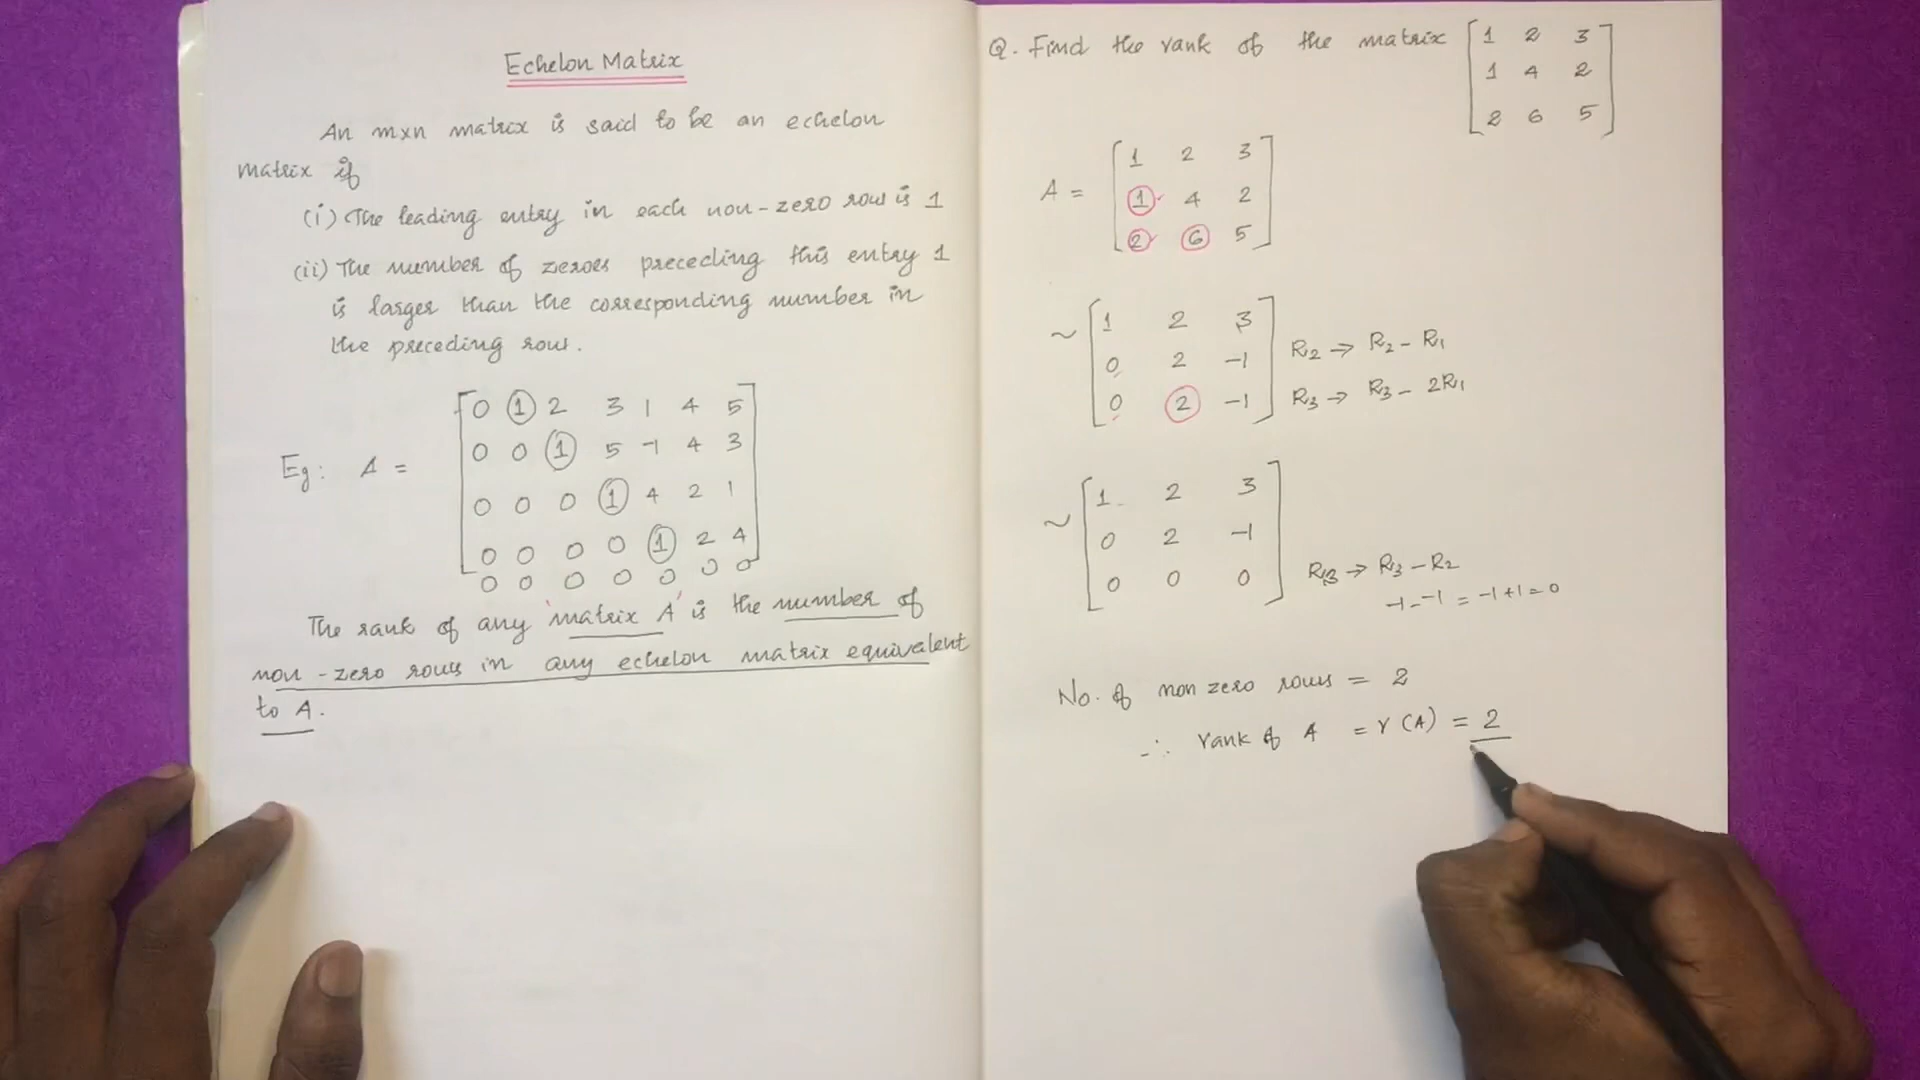 Echelon Matrix
An mxn matrix is said to be an echelon
matrix if
(i) The leading entry in each non-zero row is 1
(ii) The number of zeroes preceding this entry 1
is larger than the corresponding number in
the preceding row.
Eg: A =
0 1 2 3 1 4 5
0 0 1 5 -1 4 3
0 0 0 1 4 2 1
0 0 0 0 1 2 4
0 0 0 0 0 0 0
The rank of any 'matrix A' is the number of
non-zero rows in any echelon matrix equivalent
to A.
Q. Find the rank of the matrix
1 2 3
1 4 2
2 6 5
A =
1 2 3
1 4 2
2 6 5
~
1 2 3
0 2 -1 R2 → R2 - R1
0 2 -1 R3 → R3 - 2R1
~
1 2 3
0 2 -1
0 0 0 R3 → R3 - R2
-1 - -1 = -1+1=0
No. of non zero rows = 2
∴ rank of A = r(A) = 2